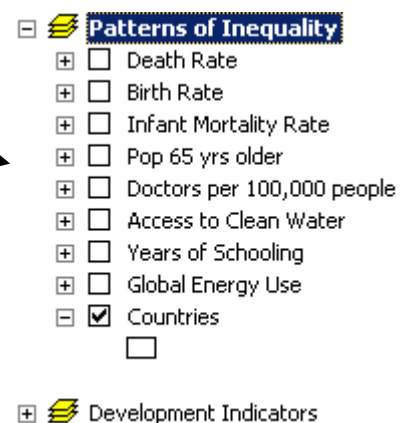 Patterns of Inequality
Death Rate
Birth Rate
Infant Mortality Rate
Pop 65 yrs older
Doctors per 100,000 people
Access to Clean Water
Years of Schooling
Global Energy Use
Countries
Development Indicators